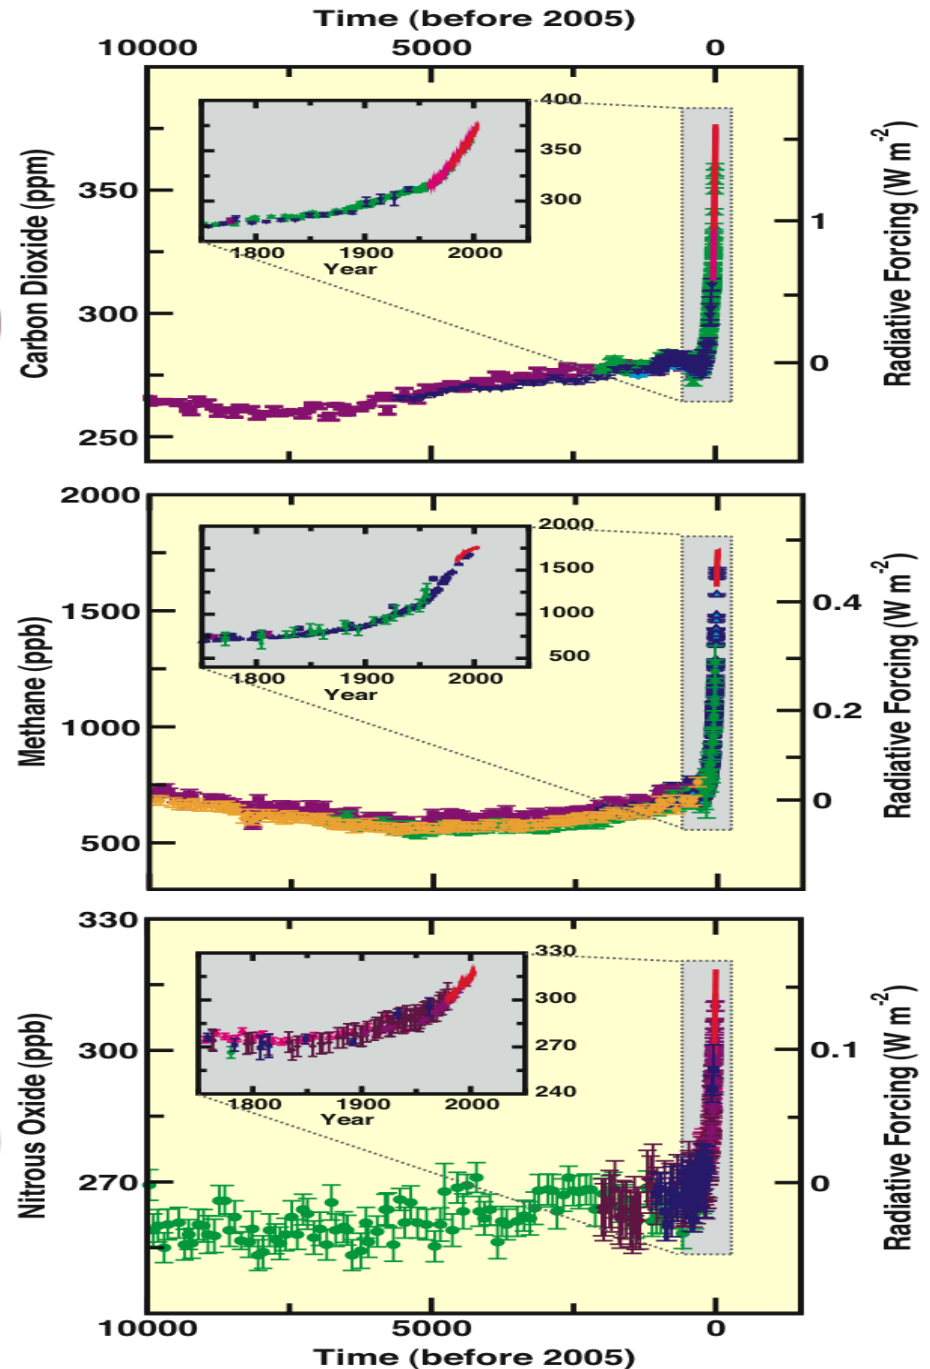 Time (before 2005)
10000 5000 0
Carbon Dioxide (ppm)
350
300
250
400
350
300
1800 1900 2000
Year
1
0
Radiative Forcing (W m-2)
Methane (ppb)
2000
1500
1000
500
2000
1500
1000
500
1800 1900 2000
Year
0.4
0.2
0
Radiative Forcing (W m-2)
Nitrous Oxide (ppb)
330
300
270
330
300
270
240
1800 1900 2000
Year
0.1
0
Radiative Forcing (W m-2)
10000 5000 0
Time (before 2005)